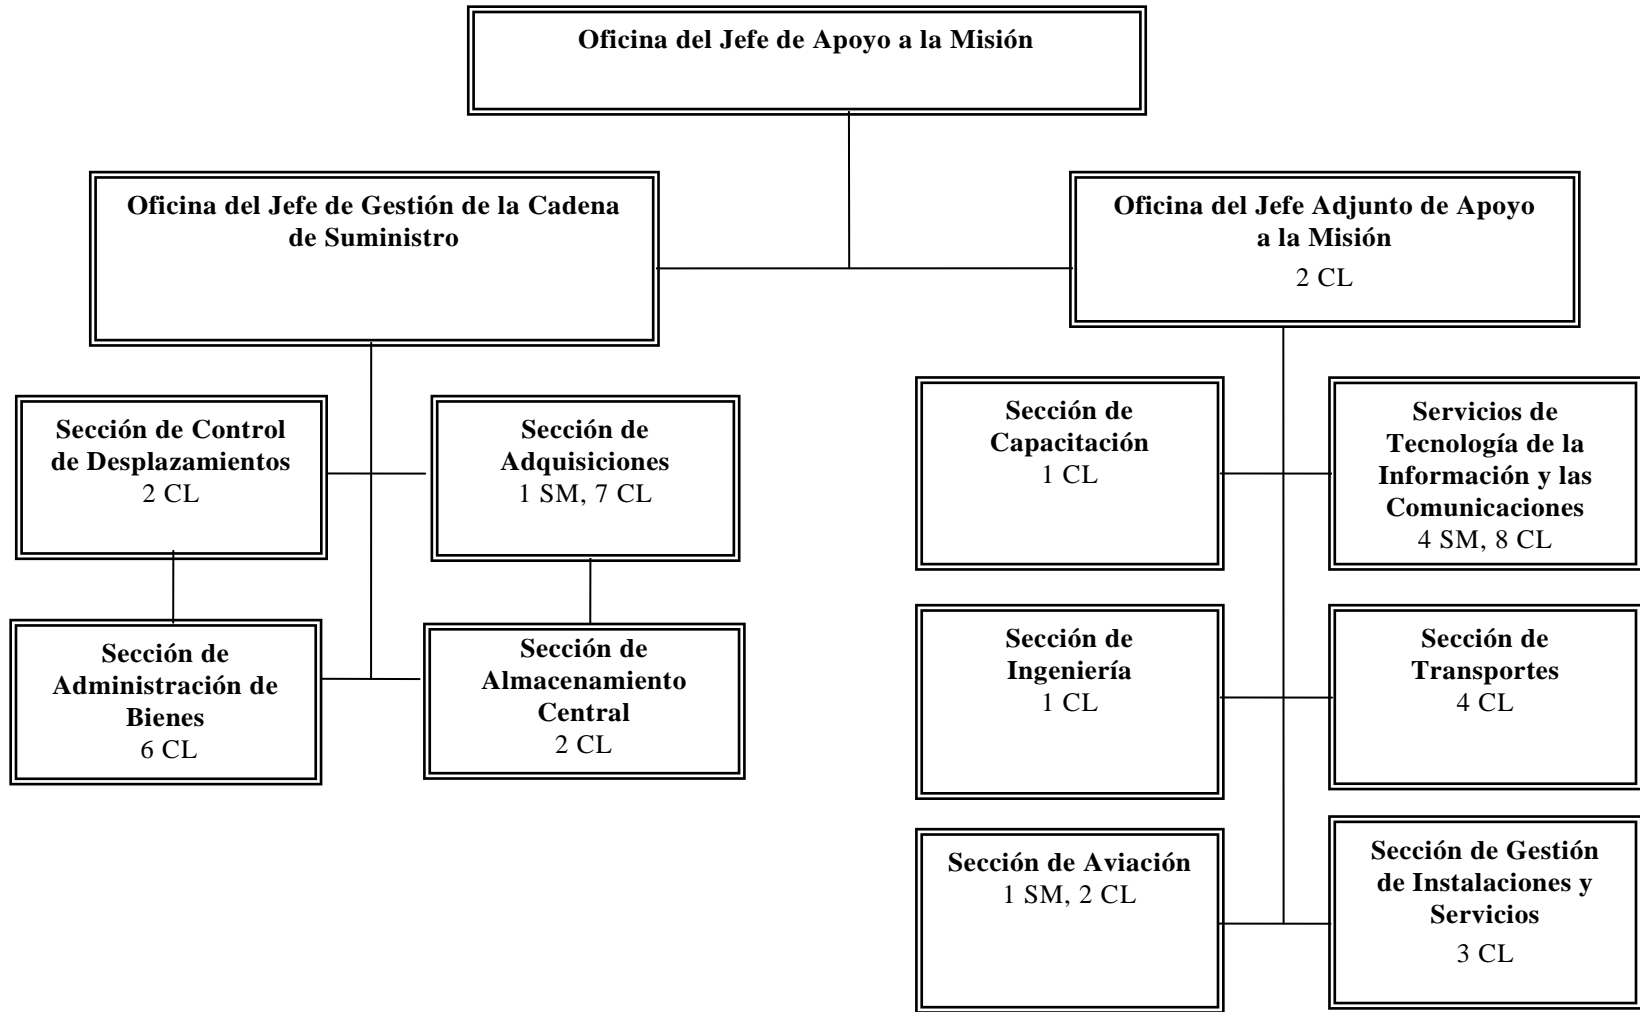 Oficina del Jefe de Apoyo a la Misión
Oficina del Jefe de Gestión de la Cadena
de Suministro
Oficina del Jefe Adjunto de Apoyo
a la Misión
2 CL
Sección de Control
de Desplazamientos
2 CL
Sección de
Adquisiciones
1 SM, 7 CL
Sección de
Administración de
Bienes
6 CL
Sección de
Almacenamiento
Central
2 CL
Sección de
Capacitación
1 CL
Servicios de
Tecnología de la
Información y las
Comunicaciones
4 SM, 8 CL
Sección de
Ingeniería
1 CL
Sección de
Transportes
4 CL
Sección de Aviación
1 SM, 2 CL
Sección de Gestión
de Instalaciones y
Servicios
3 CL